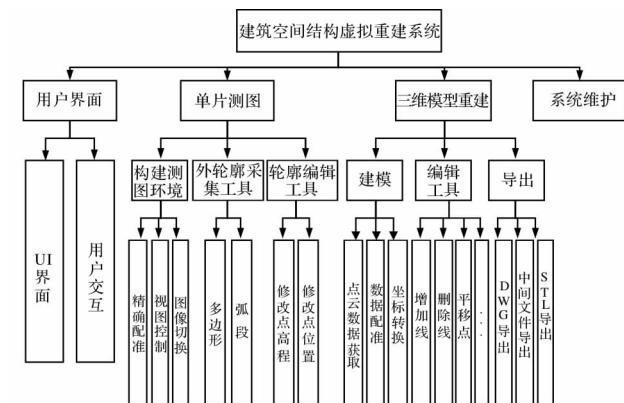 建筑空间结构虚拟重建系统
用户界面
单片测图
三维模型重建
系统维护
构建测
图环境
外轮廓采
集工具
轮廓编辑
工具
建模
编辑
工具
导出
UI
界面
用户交互
精确配准
视图控制
图像切换
多边形
弧段
修改点高程
修改点位置
点云数据获取
数据配准
坐标转换
增加线
删除线
平移点
...
DWG导出
中间文件导出
STL导出